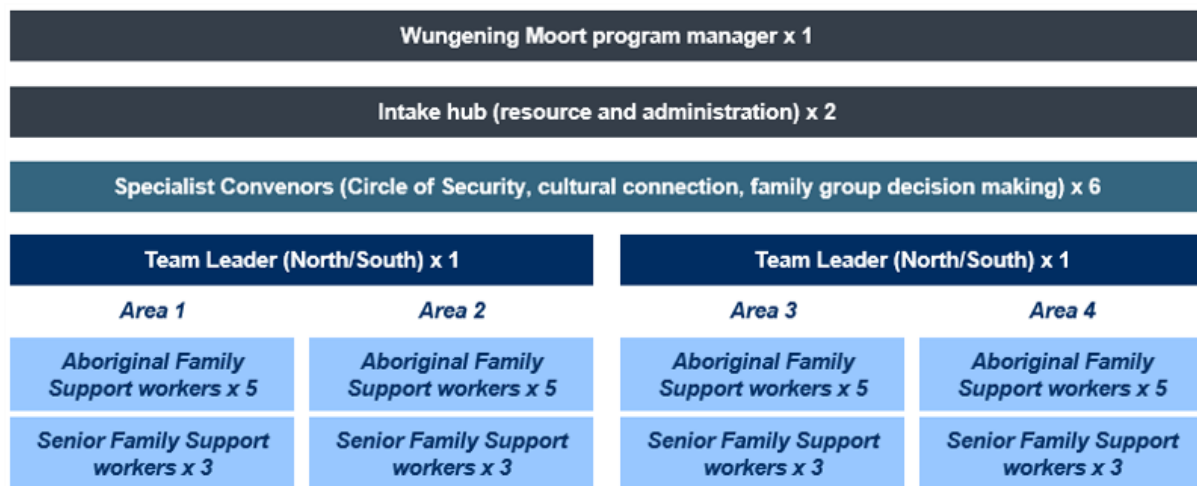 Wungening Moort program manager x 1
Intake hub (resource and administration) x 2
Specialist Convenors (Circle of Security, cultural connection, family group decision making) x 6
Team Leader (North/South) x 1
Team Leader (North/South) x 1
Area 1
Area 2
Area 3
Area 4
Aboriginal Family
Support workers x 5
Aboriginal Family
Support workers x 5
Aboriginal Family
Support workers x 5
Aboriginal Family
Support workers x 5
Senior Family Support
workers x 3
Senior Family Support
workers x 3
Senior Family Support
workers x 3
Senior Family Support
workers x 3